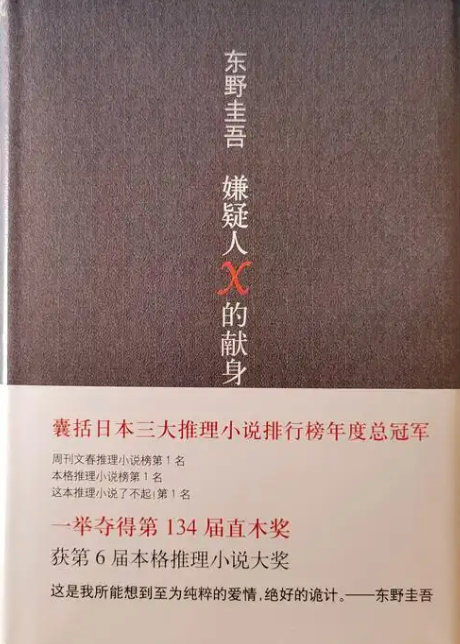 东野圭吾
嫌疑人X的献身
囊括日本三大推理小说排行榜年度总冠军
周刊文春推理小说榜第1名
本格推理小说榜第1名
这本推理小说了不起!第1名
一举夺得第134届直木奖
获第6届本格推理小说大奖
这是我所能想到至为纯粹的爱情,绝好的诡计。——东野圭吾